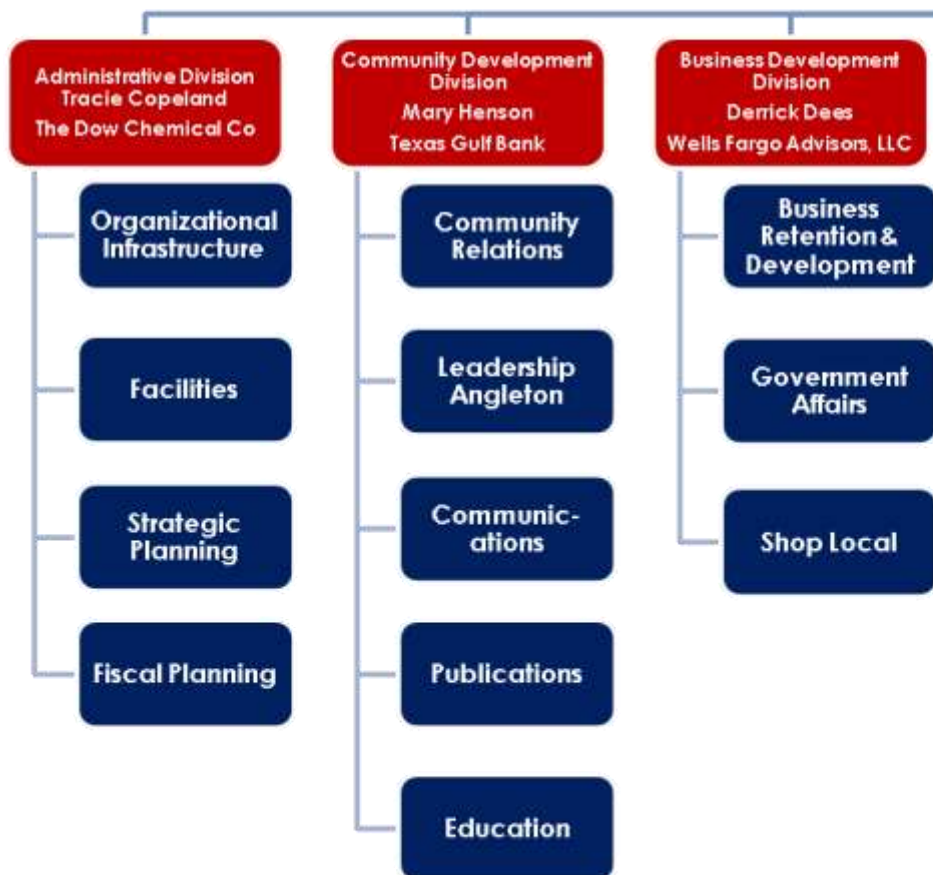 Administrative Division
Tracie Copeland
The Dow Chemical Co
Organizational
Infrastructure
Facilities
Strategic
Planning
Fiscal Planning
Community Development
Division
Mary Henson
Texas Gulf Bank
Community
Relations
Leadership
Angleton
Communic-
ations
Publications
Education
Business Development
Division
Derrick Dees
Wells Fargo Advisors, LLC
Business
Retention &
Development
Government
Affairs
Shop Local